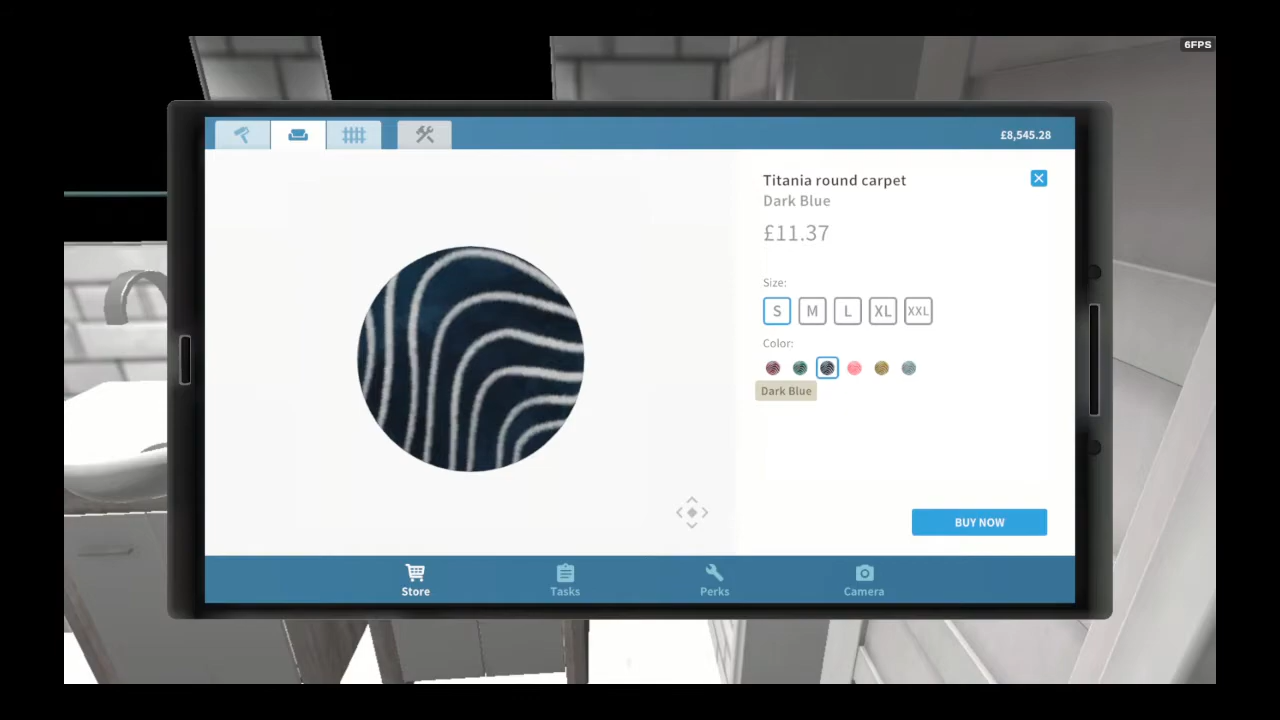 6FPS
£8,545.28
Titania round carpet
Dark Blue
£11.37
Size:
S M L XL XXL
Color:
Dark Blue
BUY NOW
Store Tasks Perks Camera